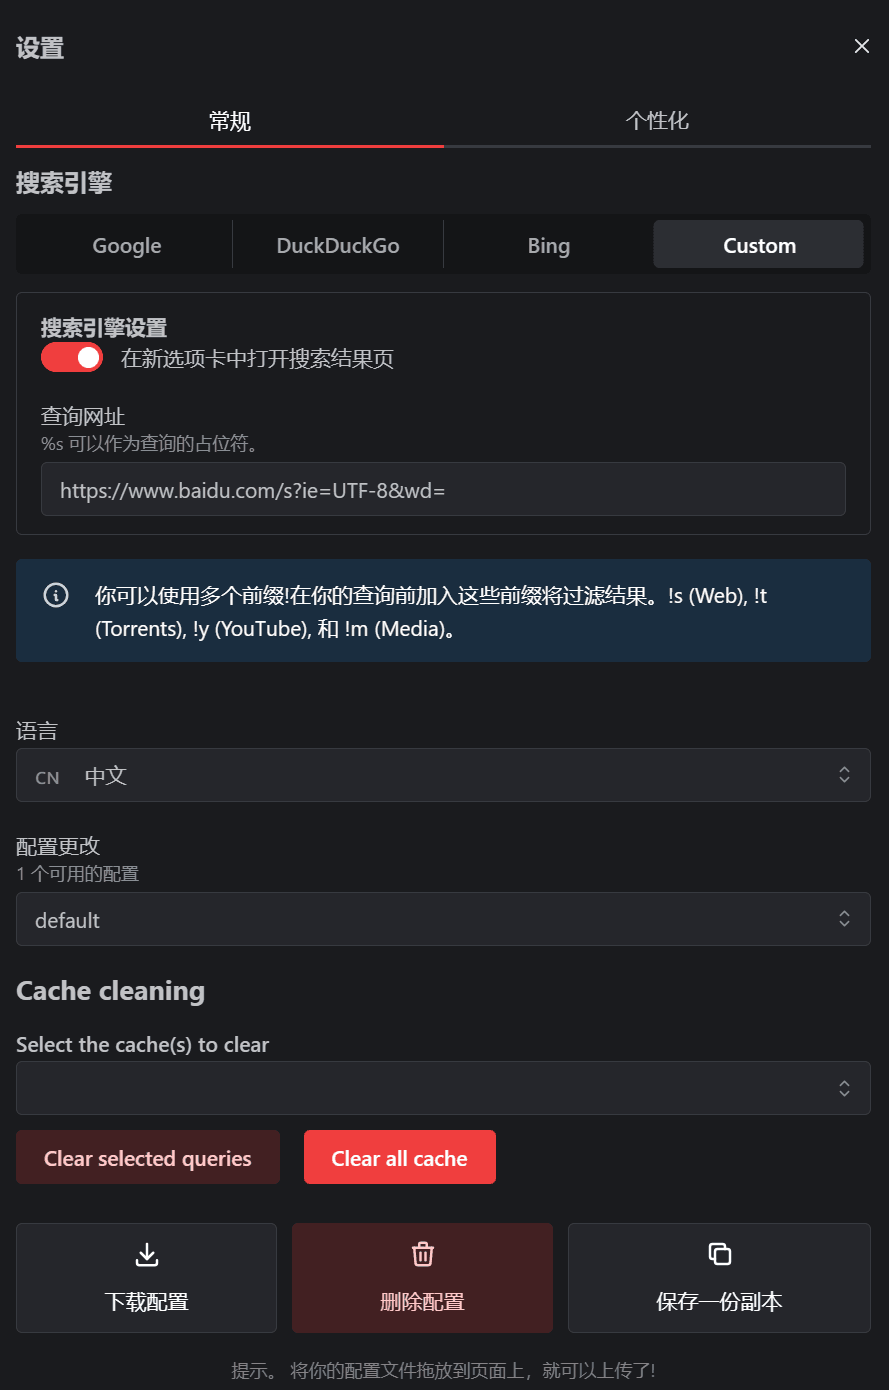 设置
常规
个性化
搜索引擎
Google
DuckDuckGo
Bing
Custom
搜索引擎设置
在新选项卡中打开搜索结果页
查询网址
%s 可以作为查询的占位符。
https://www.baidu.com/s?ie=UTF-8&wd=
你可以使用多个前缀!在你的查询前加入这些前缀将过滤结果。!s (Web), !t
(Torrents), !y (YouTube), 和 !m (Media)。
语言
CN 中文
配置更改
1 个可用的配置
default
Cache cleaning
Select the cache(s) to clear
Clear selected queries
Clear all cache
下载配置
删除配置
保存一份副本
提示。 将你的配置文件拖放到页面上，就可以上传了!